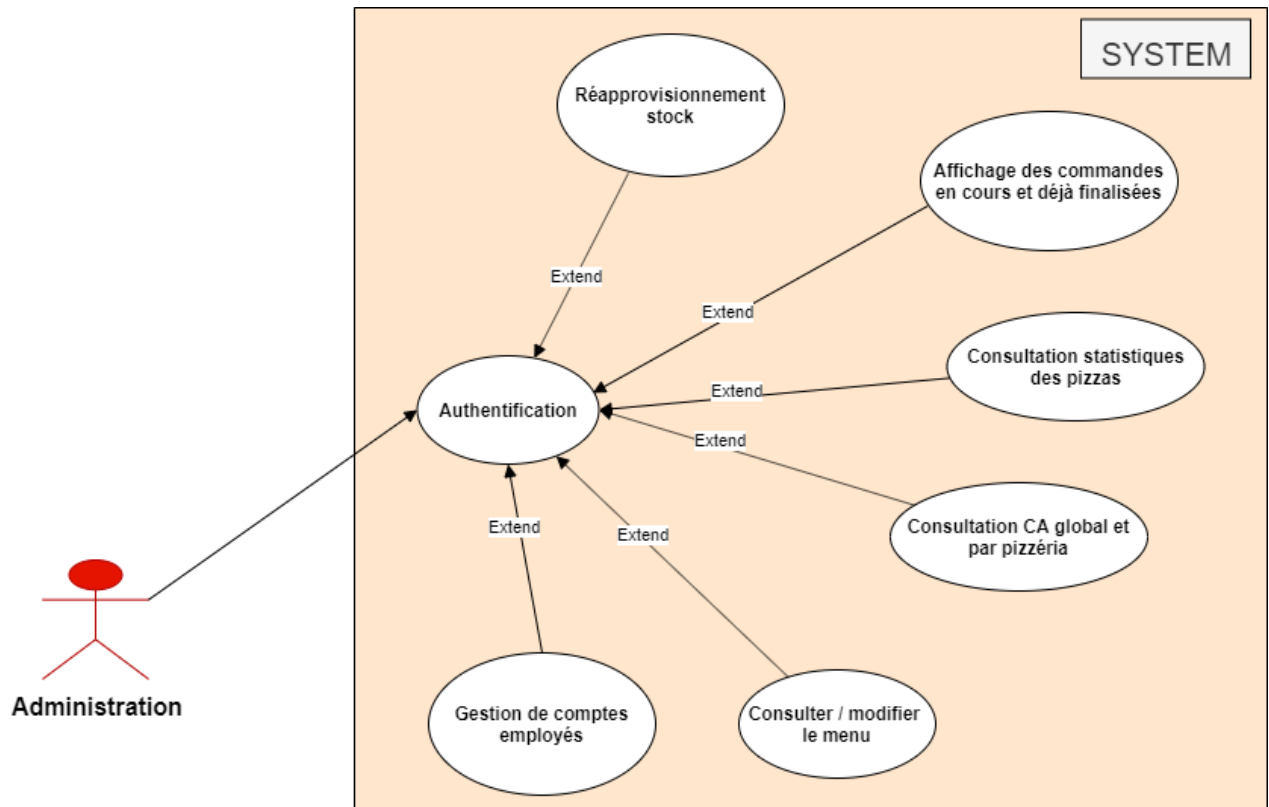 SYSTEM
Réapprovisionnement
stock
Affichage des commandes
en cours et déjà finalisées
Extend
Extend
Consultation statistiques
des pizzas
Extend
Authentification
Extend
Consultation CA global et
par pizzéria
Extend
Extend
Administration
Gestion de comptes
employés
Consulter / modifier
le menu